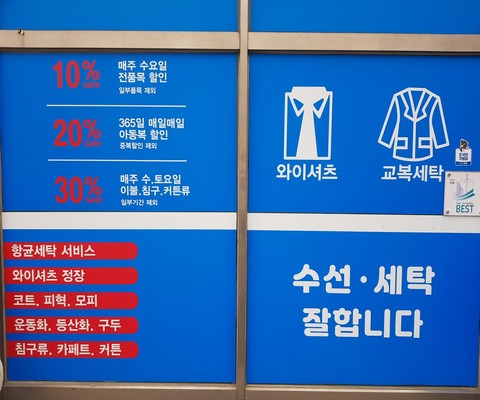 10%
매주 수요일
전품목 할인
일부품목 제외
20%
365일 매일매일
아동복 할인
중복할인 제외
30%
매주 수.토요일
이불.침구.커튼류
일부기간 제외
항균세탁 서비스
와이셔츠 정장
코트. 피혁. 모피
운동화. 등산화. 구두
침구류. 카페트. 커튼
와이셔츠
교복세탁
BEST
수선·세탁
잘합니다